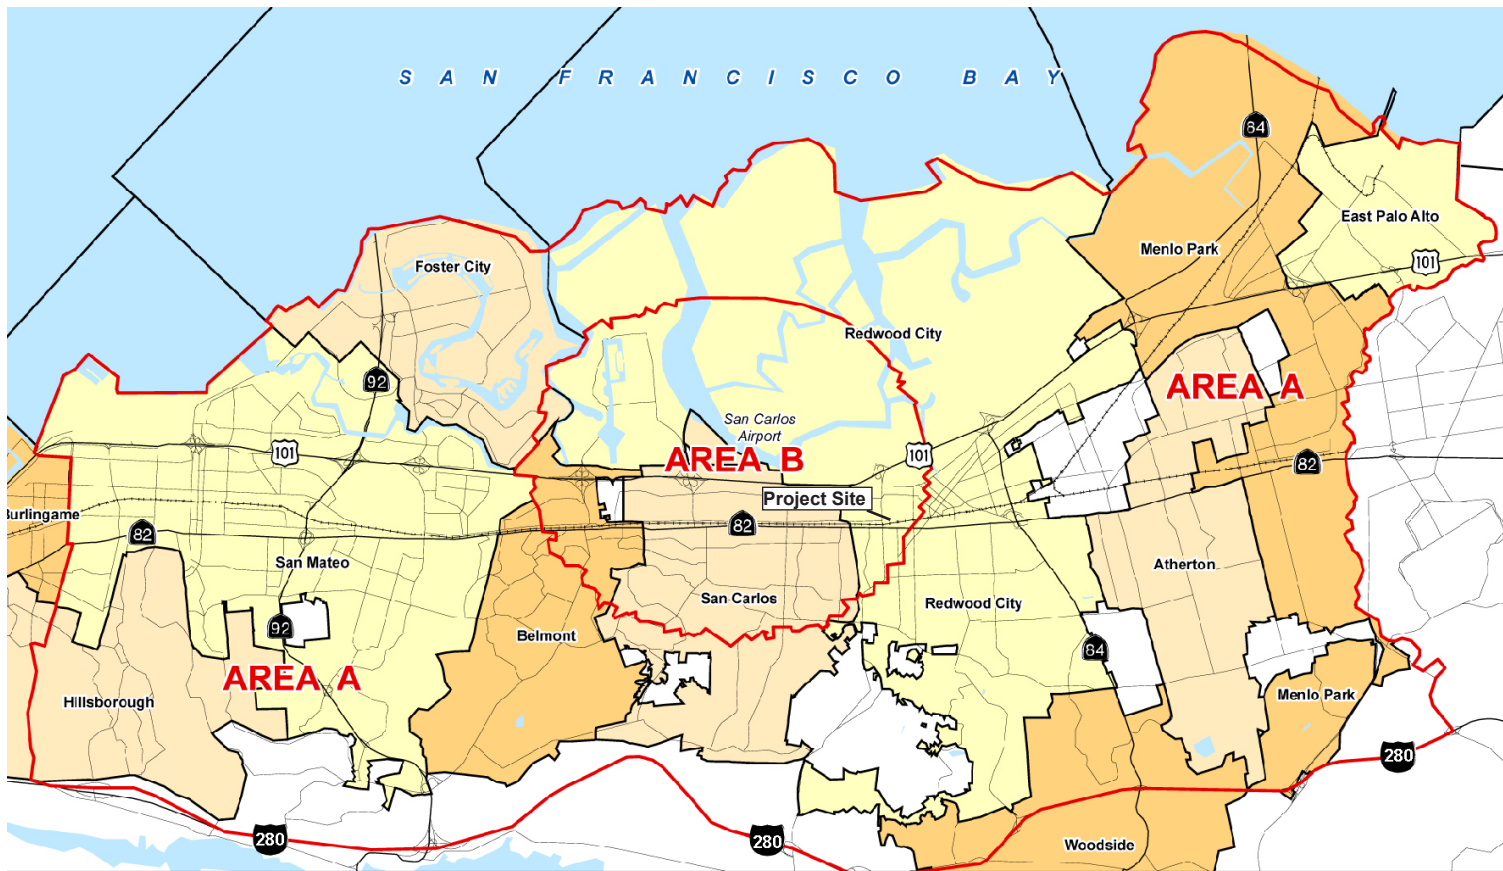 SAN FRANCISCO BAY
84
East Palo Alto
Menlo Park
101
Foster City
Redwood City
92
AREA A
San Carlos
Airport
101
AREA B
101
82
Project Site
Burlingame
82
82
San Mateo
Atherton
San Carlos
Redwood City
92
Belmont
84
AREA A
Hillsborough
Menlo Park
280
280
280
Woodside